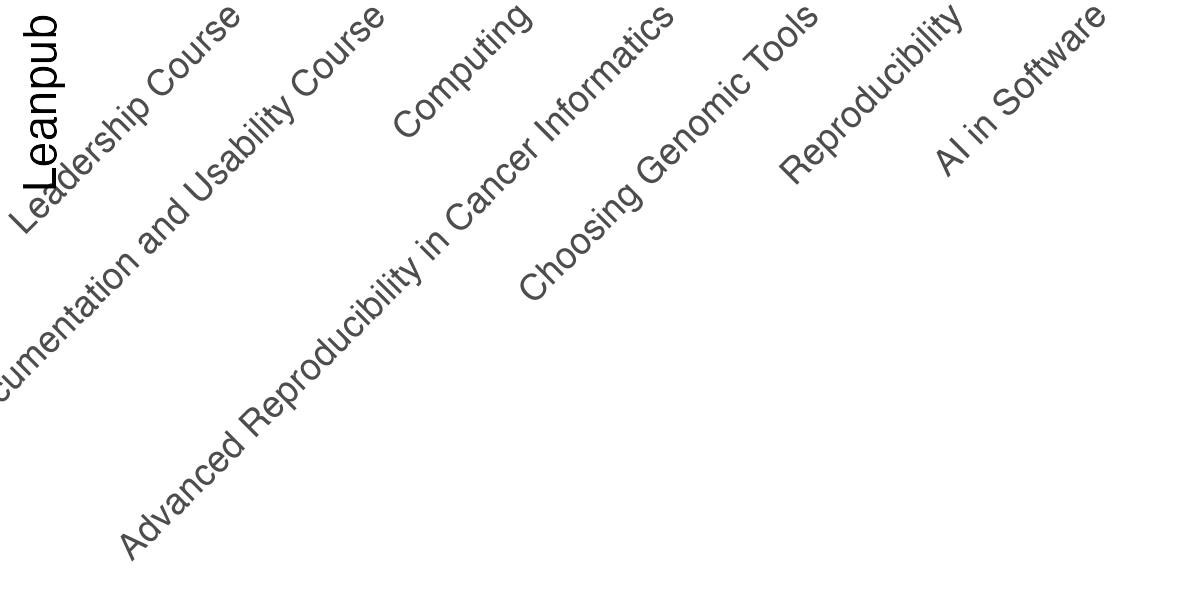 Leanpub
Leadership Course
cumentation and Usability Course
Computing
Advanced Reproducibility in Cancer Informatics
Choosing Genomic Tools
Reproducibility
AI in Software